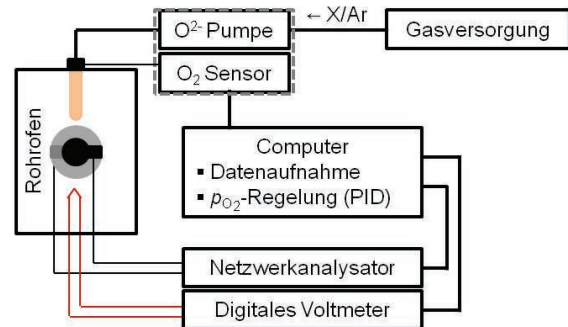 O²⁻ Pumpe
← X/Ar
Gasversorgung
O₂ Sensor
Rohrofen
Computer
▪ Datenaufnahme
▪ pO₂-Regelung (PID)
Netzwerkanalysator
Digitales Voltmeter